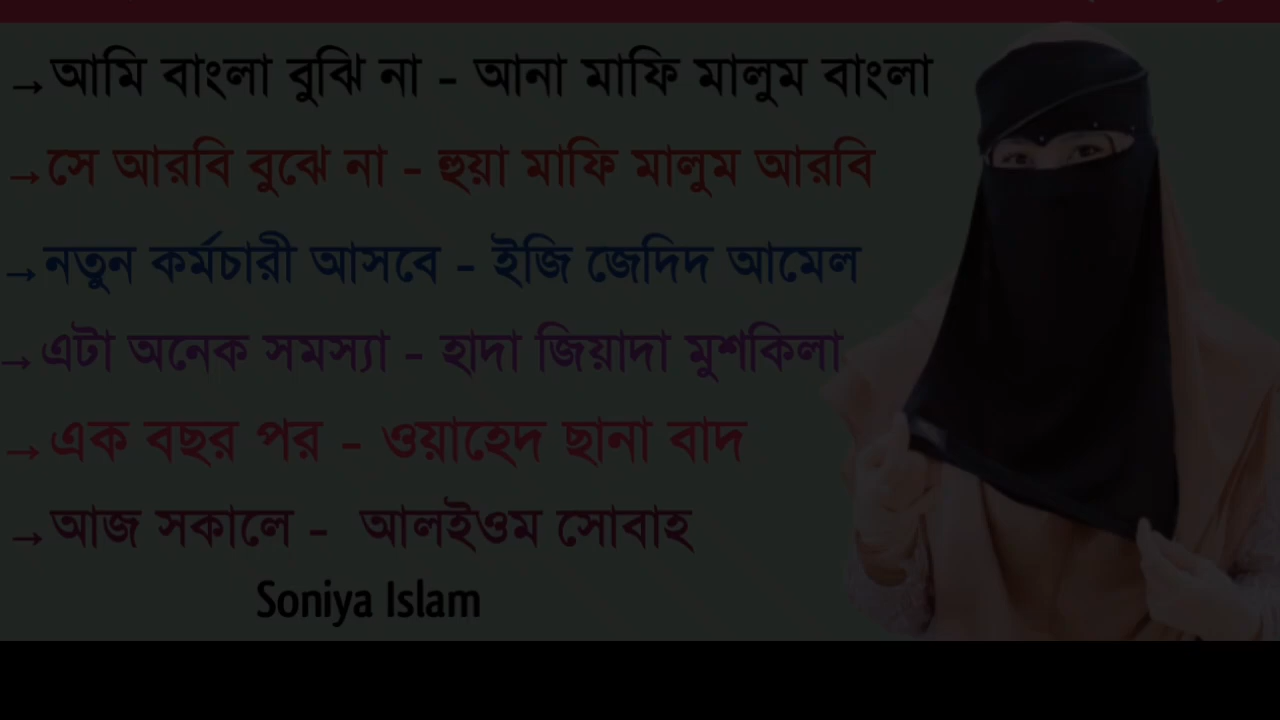 →আমি বাংলা বুঝি না - আনা মাফি মালুম বাংলা
→সে আরবি বুঝে না - হুয়া মাফি মালুম আরবি
→নতুন কর্মচারী আসবে - ইজি জেদিদ আমেল
→এটা অনেক সমস্যা - হাদা জিয়াদা মুশকিলা
→এক বছর পর - ওয়াহেদ ছানা বাদ
→আজ সকালে - আলইওম সোবাহ
Soniya Islam